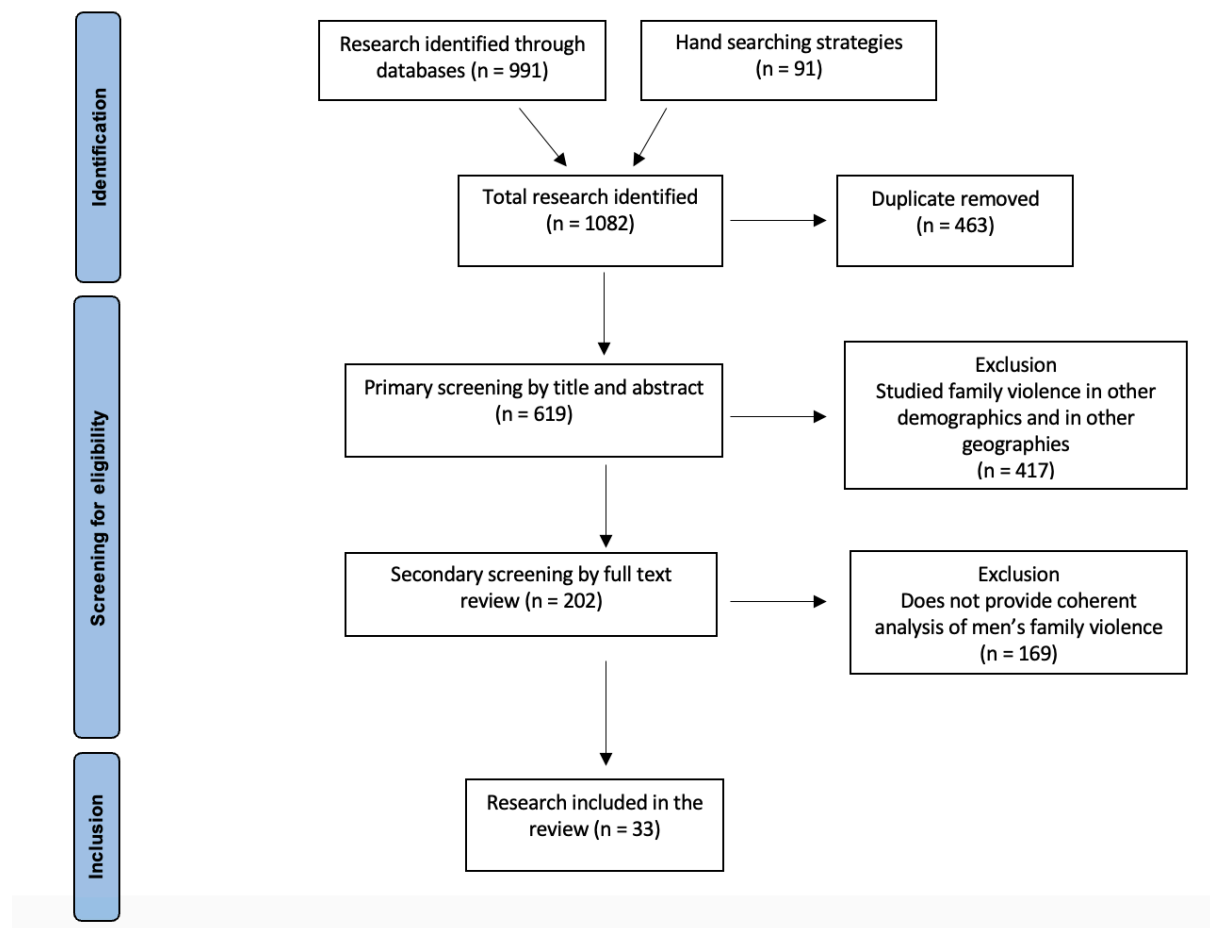 Identification
Research identified through
databases (n = 991)
Hand searching strategies
(n = 91)
Total research identified
(n = 1082)
Duplicate removed
(n = 463)
Screening for eligibility
Primary screening by title and abstract
(n = 619)
Exclusion
Studied family violence in other
demographics and in other
geographies
(n = 417)
Secondary screening by full text
review (n = 202)
Exclusion
Does not provide coherent
analysis of men’s family violence
(n = 169)
Inclusion
Research included in the
review (n = 33)